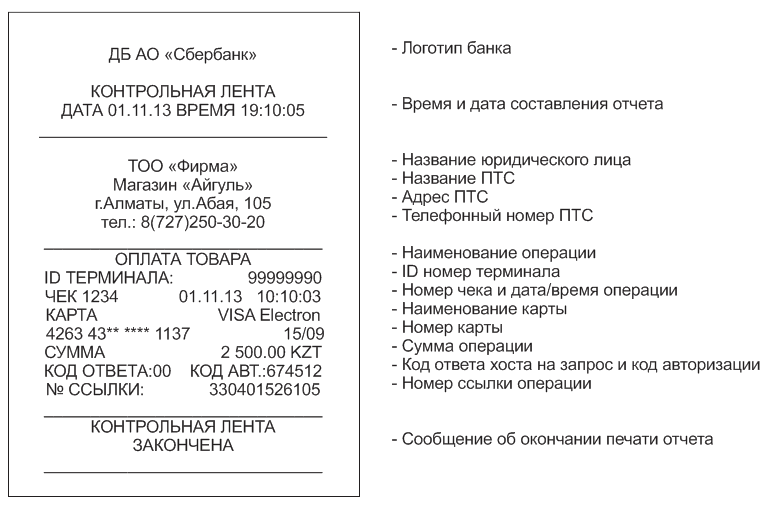 ДБ АО «Сбербанк»
- Логотип банка
КОНТРОЛЬНАЯ ЛЕНТА
ДАТА 01.11.13 ВРЕМЯ 19:10:05
- Время и дата составления отчета
ТОО «Фирма»
- Название юридического лица
Магазин «Айгуль»
- Название ПТС
г.Алматы, ул.Абая, 105
- Адрес ПТС
тел.: 8(727)250-30-20
- Телефонный номер ПТС
ОПЛАТА ТОВАРА
- Наименование операции
ID ТЕРМИНАЛА: 99999990
- ID номер терминала
ЧЕК 1234 01.11.13 10:10:03
- Номер чека и дата/время операции
КАРТА VISA Electron
- Наименование карты
4263 43** **** 1137 15/09
- Номер карты
СУММА 2 500.00 KZT
- Сумма операции
КОД ОТВЕТА:00 КОД АВТ.:674512
- Код ответа хоста на запрос и код авторизации
№ ССЫЛКИ: 330401526105
- Номер ссылки операции
КОНТРОЛЬНАЯ ЛЕНТА
ЗАКОНЧЕНА
- Сообщение об окончании печати отчета